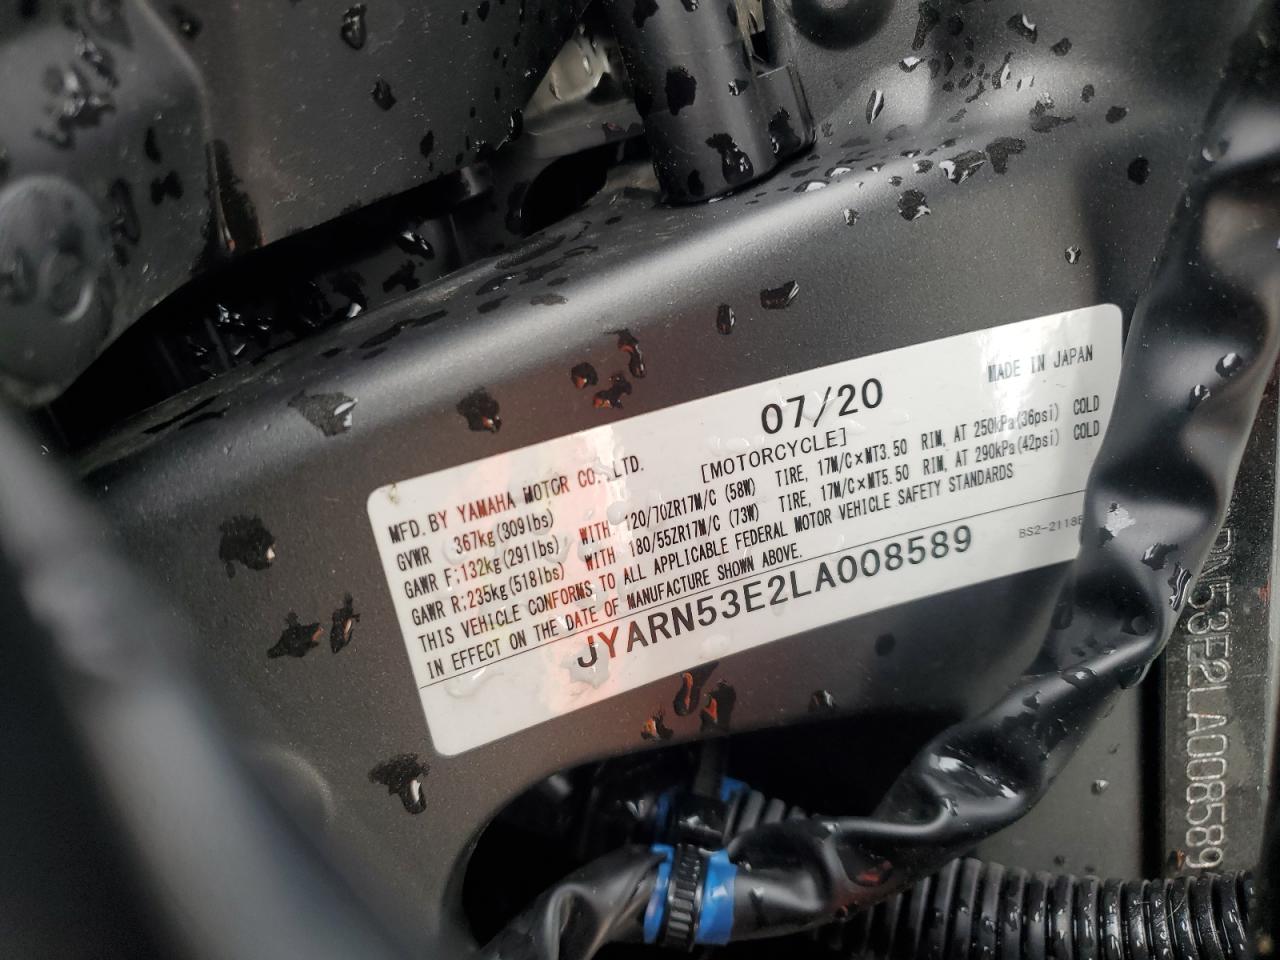 07/20
MADE IN JAPAN
MFD. BY YAMAHA MOTOR CO., LTD. [MOTORCYCLE]
GVWR 367kg(809lbs) WITH 120/70ZR17M/C (58W) TIRE, 17M/C×MT3.50 RIM, AT 250kPa(36psi) COLD
GAWR F:132kg(291lbs) WITH 180/55ZR17M/C (73W) TIRE, 17M/C×MT5.50 RIM, AT 290kPa(42psi) COLD
GAWR R:235kg(518lbs)
THIS VEHICLE CONFORMS TO ALL APPLICABLE FEDERAL MOTOR VEHICLE SAFETY STANDARDS
IN EFFECT ON THE DATE OF MANUFACTURE SHOWN ABOVE.
JYARN53E2LA008589
RN53E2LA008589